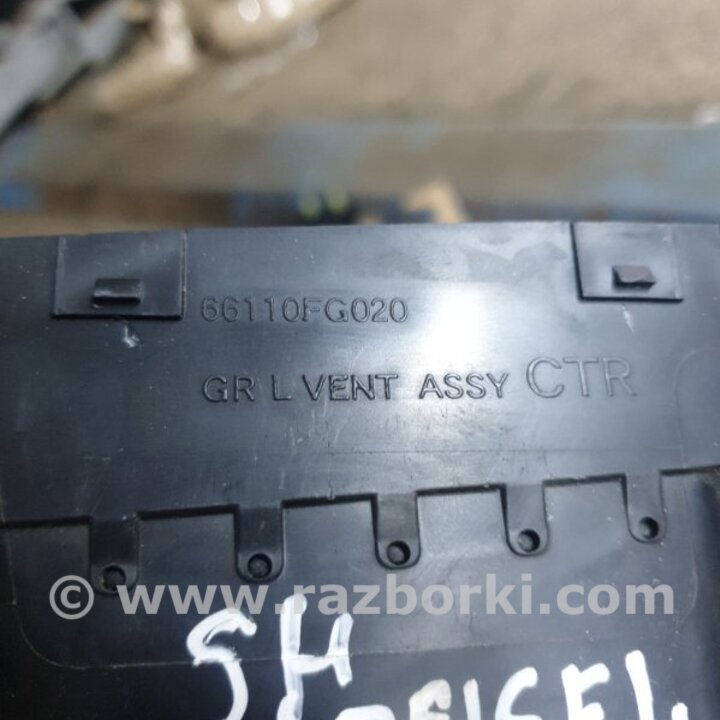 66110FG020
GR L VENT ASSY CTR
© www.razborki.com
SH